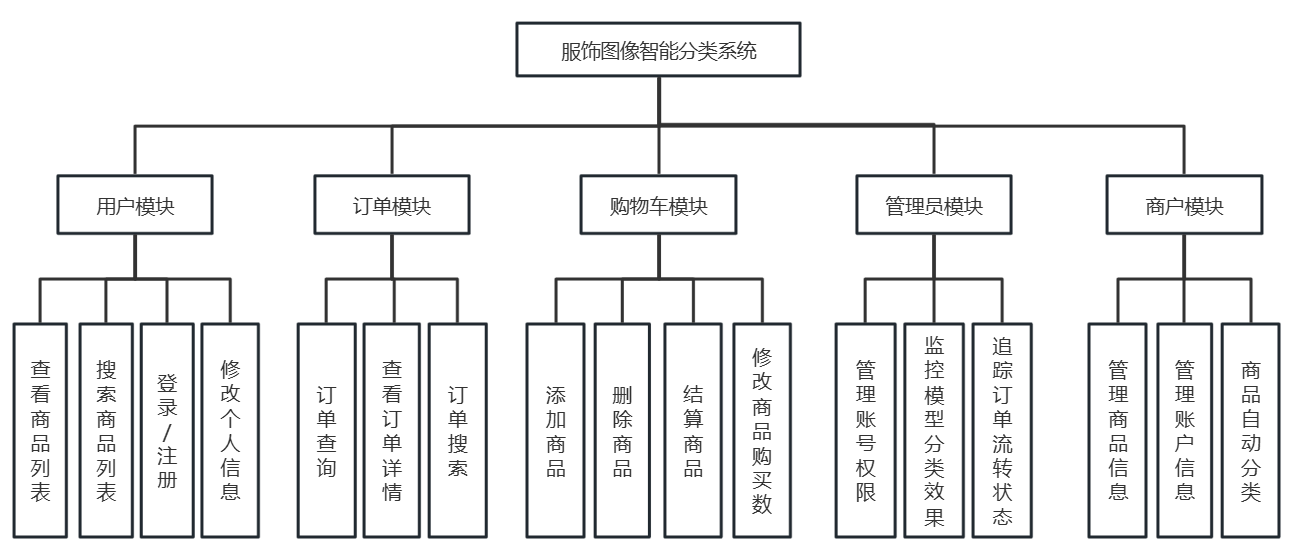 服饰图像智能分类系统
用户模块
订单模块
购物车模块
管理员模块
商户模块
查看商品列表
搜索商品列表
登录/注册
修改个人信息
订单查询
查看订单详情
订单搜索
添加商品
删除商品
结算商品
修改商品购买数
管理账号权限
监控模型分类效果
追踪订单流转状态
管理商品信息
管理账户信息
商品自动分类